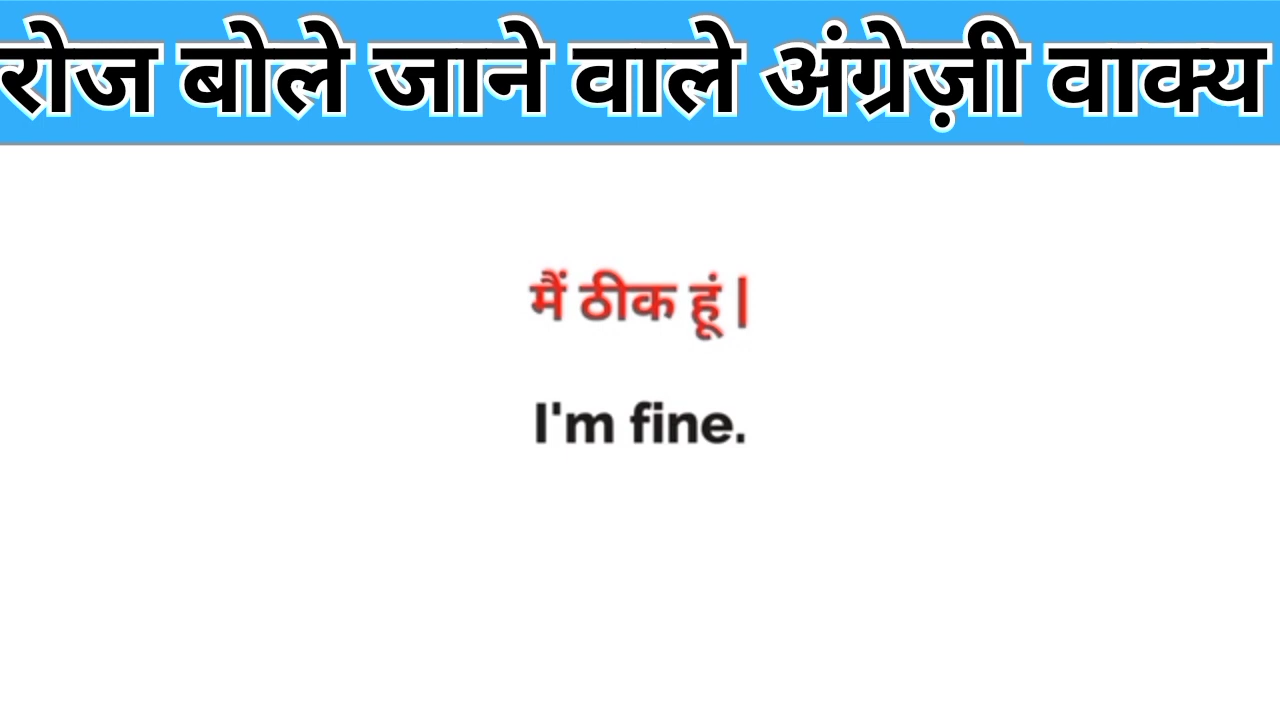 रोज बोले जाने वाले अंग्रेज़ी वाक्य
मैं ठीक हूं |
I'm fine.